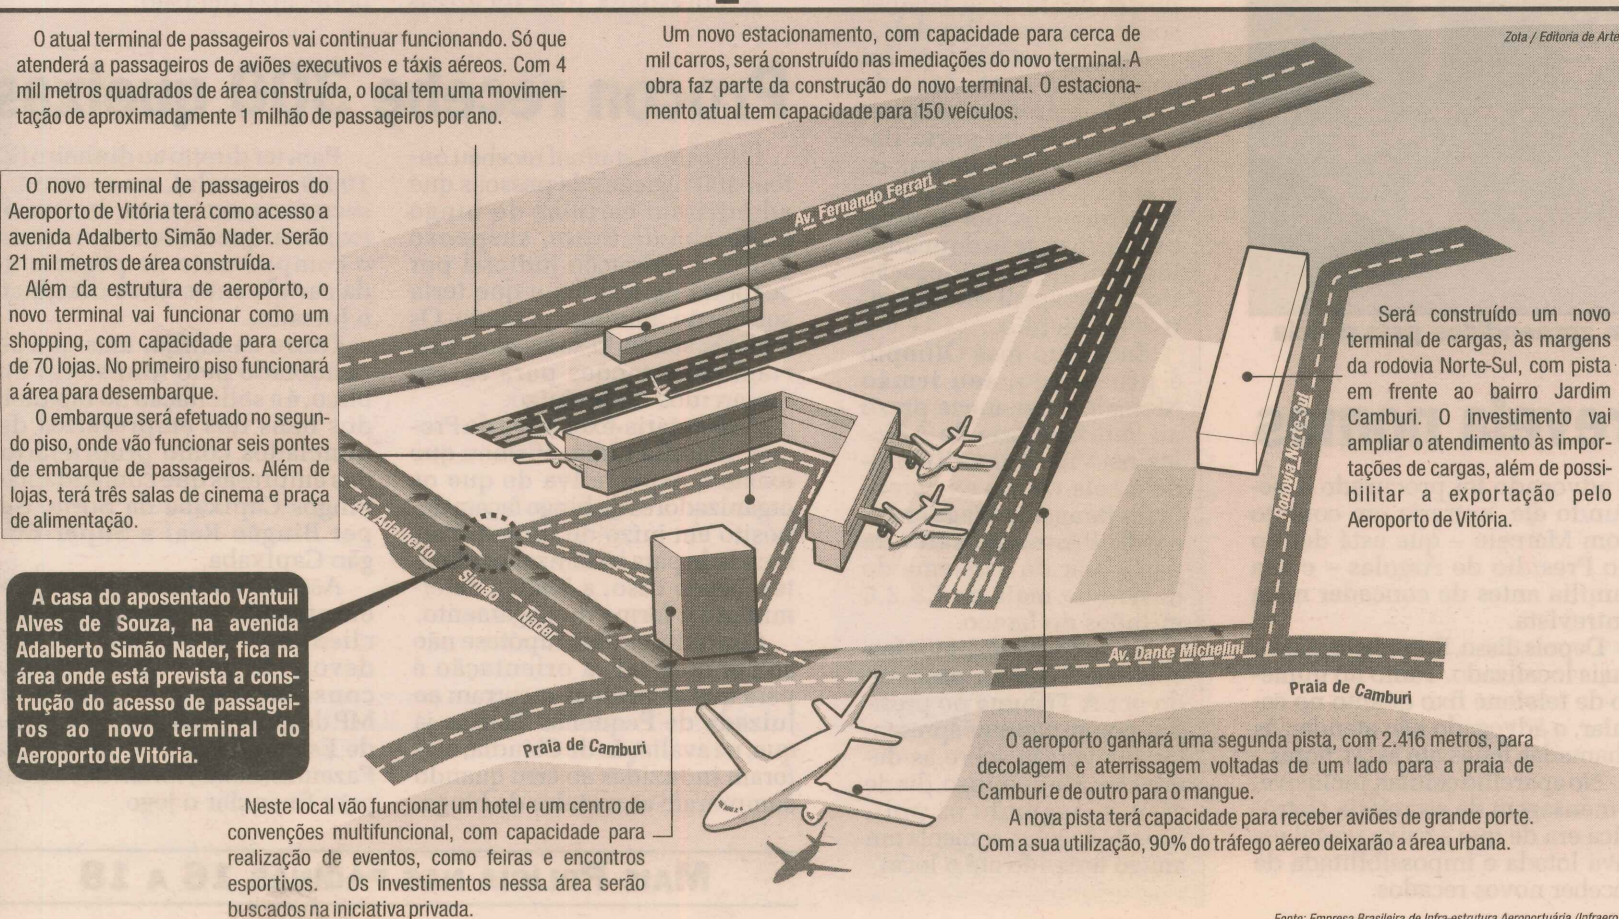 Zota / Editoria de Arte
O atual terminal de passageiros vai continuar funcionando. Só que
atenderá a passageiros de aviões executivos e táxis aéreos. Com 4
mil metros quadrados de área construída, o local tem uma movimen-
tação de aproximadamente 1 milhão de passageiros por ano.
Um novo estacionamento, com capacidade para cerca de
mil carros, será construído nas imediações do novo terminal. A
obra faz parte da construção do novo terminal. O estaciona-
mento atual tem capacidade para 150 veículos.
O novo terminal de passageiros do
Aeroporto de Vitória terá como acesso a
avenida Adalberto Simão Nader. Serão
21 mil metros de área construída.
Além da estrutura de aeroporto, o
novo terminal vai funcionar como um
shopping, com capacidade para cerca
de 70 lojas. No primeiro piso funcionará
a área para desembarque.
O embarque será efetuado no segun-
do piso, onde vão funcionar seis pontes
de embarque de passageiros. Além de
lojas, terá três salas de cinema e praça
de alimentação.
Av. Fernando Ferrari
Será construído um novo
terminal de cargas, às margens
da rodovia Norte-Sul, com pista
em frente ao bairro Jardim
Camburi. O investimento vai
ampliar o atendimento às impor-
tações de cargas, além de possi-
bilitar a exportação pelo
Aeroporto de Vitória.
Rodovia Norte-Sul
Av. Adalberto Simão Nader
A casa do aposentado Vantuil
Alves de Souza, na avenida
Adalberto Simão Nader, fica na
área onde está prevista a cons-
trução do acesso de passagei-
ros ao novo terminal do
Aeroporto de Vitória.
Av. Dante Michelini
Praia de Camburi
Praia de Camburi
O aeroporto ganhará uma segunda pista, com 2.416 metros, para
decolagem e aterrissagem voltadas de um lado para a praia de
Camburi e de outro para o mangue.
A nova pista terá capacidade para receber aviões de grande porte.
Com a sua utilização, 90% do tráfego aéreo deixarão a área urbana.
Neste local vão funcionar um hotel e um centro de
convenções multifuncional, com capacidade para
realização de eventos, como feiras e encontros
esportivos. Os investimentos nessa área serão
buscados na iniciativa privada.
Fonte: Empresa Brasileira de Infra-estrutura Aeroportuária (Infraero